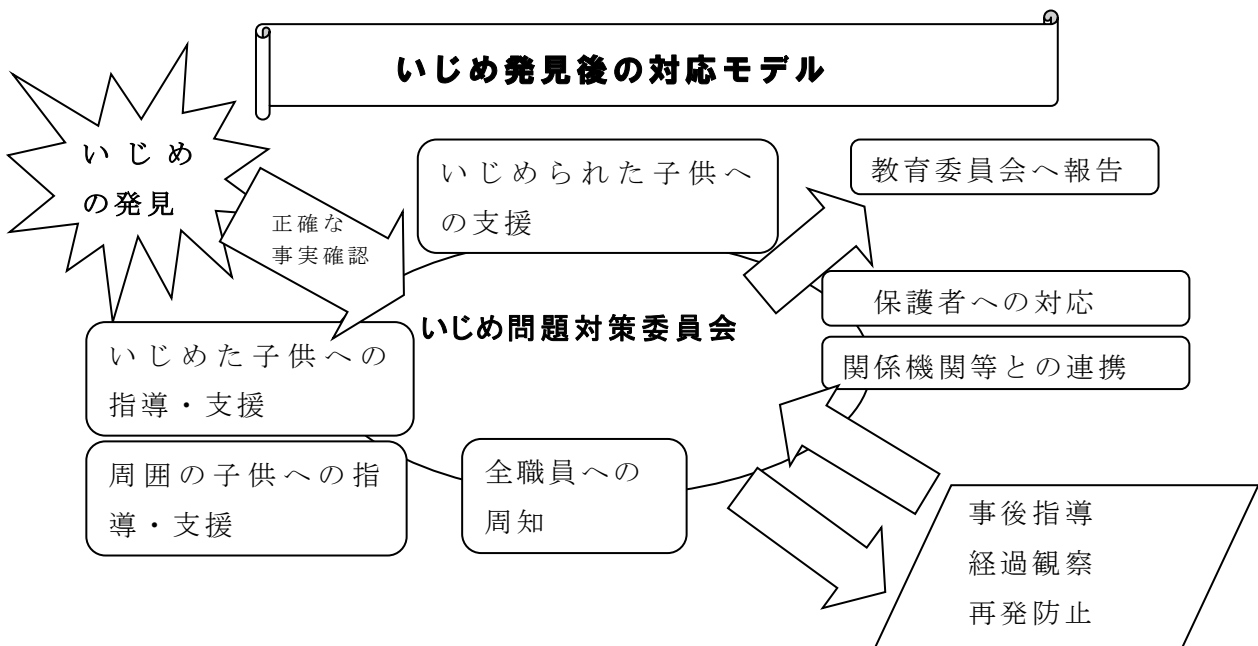 いじめ発見後の対応モデル
いじめ
の発見
正確な
事実確認
いじめられた子供へ
の支援
教育委員会へ報告
保護者への対応
関係機関等との連携
いじめ問題対策委員会
いじめた子供への
指導・支援
周囲の子供への指
導・支援
全職員への
周知
事後指導
経過観察
再発防止